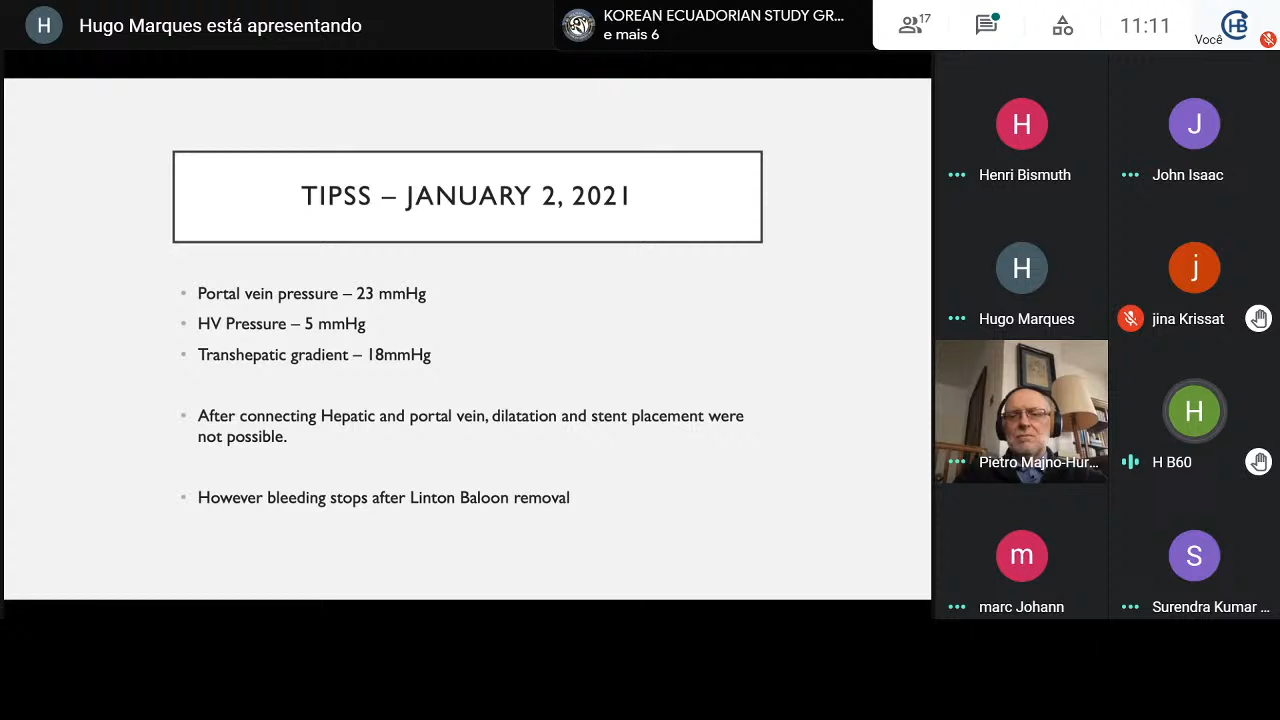 H
Hugo Marques está apresentando
KOREAN ECUADORIAN STUDY GR...
e mais 6
17
11:11
Você
HB
TIPSS – JANUARY 2, 2021
• Portal vein pressure – 23 mmHg
• HV Pressure – 5 mmHg
• Transhepatic gradient – 18mmHg
• After connecting Hepatic and portal vein, dilatation and stent placement were
not possible.
• However bleeding stops after Linton Baloon removal
H
Henri Bismuth
J
John Isaac
H
Hugo Marques
j
jina Krissat
Pietro Majno-Hur...
H
H B60
m
marc Johann
S
Surendra Kumar ...